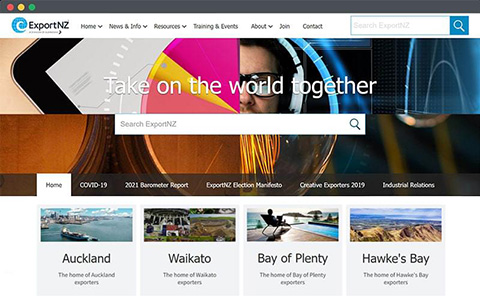 ExportNZ
Home News & Info Resources Training & Events About Join Contact
Search ExportNZ
Take on the world together
Search ExportNZ
Home COVID-19 2021 Barometer Report ExportNZ Election Manifesto Creative Exporters 2019 Industrial Relations
Auckland
The home of Auckland
exporters
Waikato
The home of Waikato
exporters
Bay of Plenty
The home of Bay of Plenty
exporters
Hawke's Bay
The home of Hawke's Bay
exporters